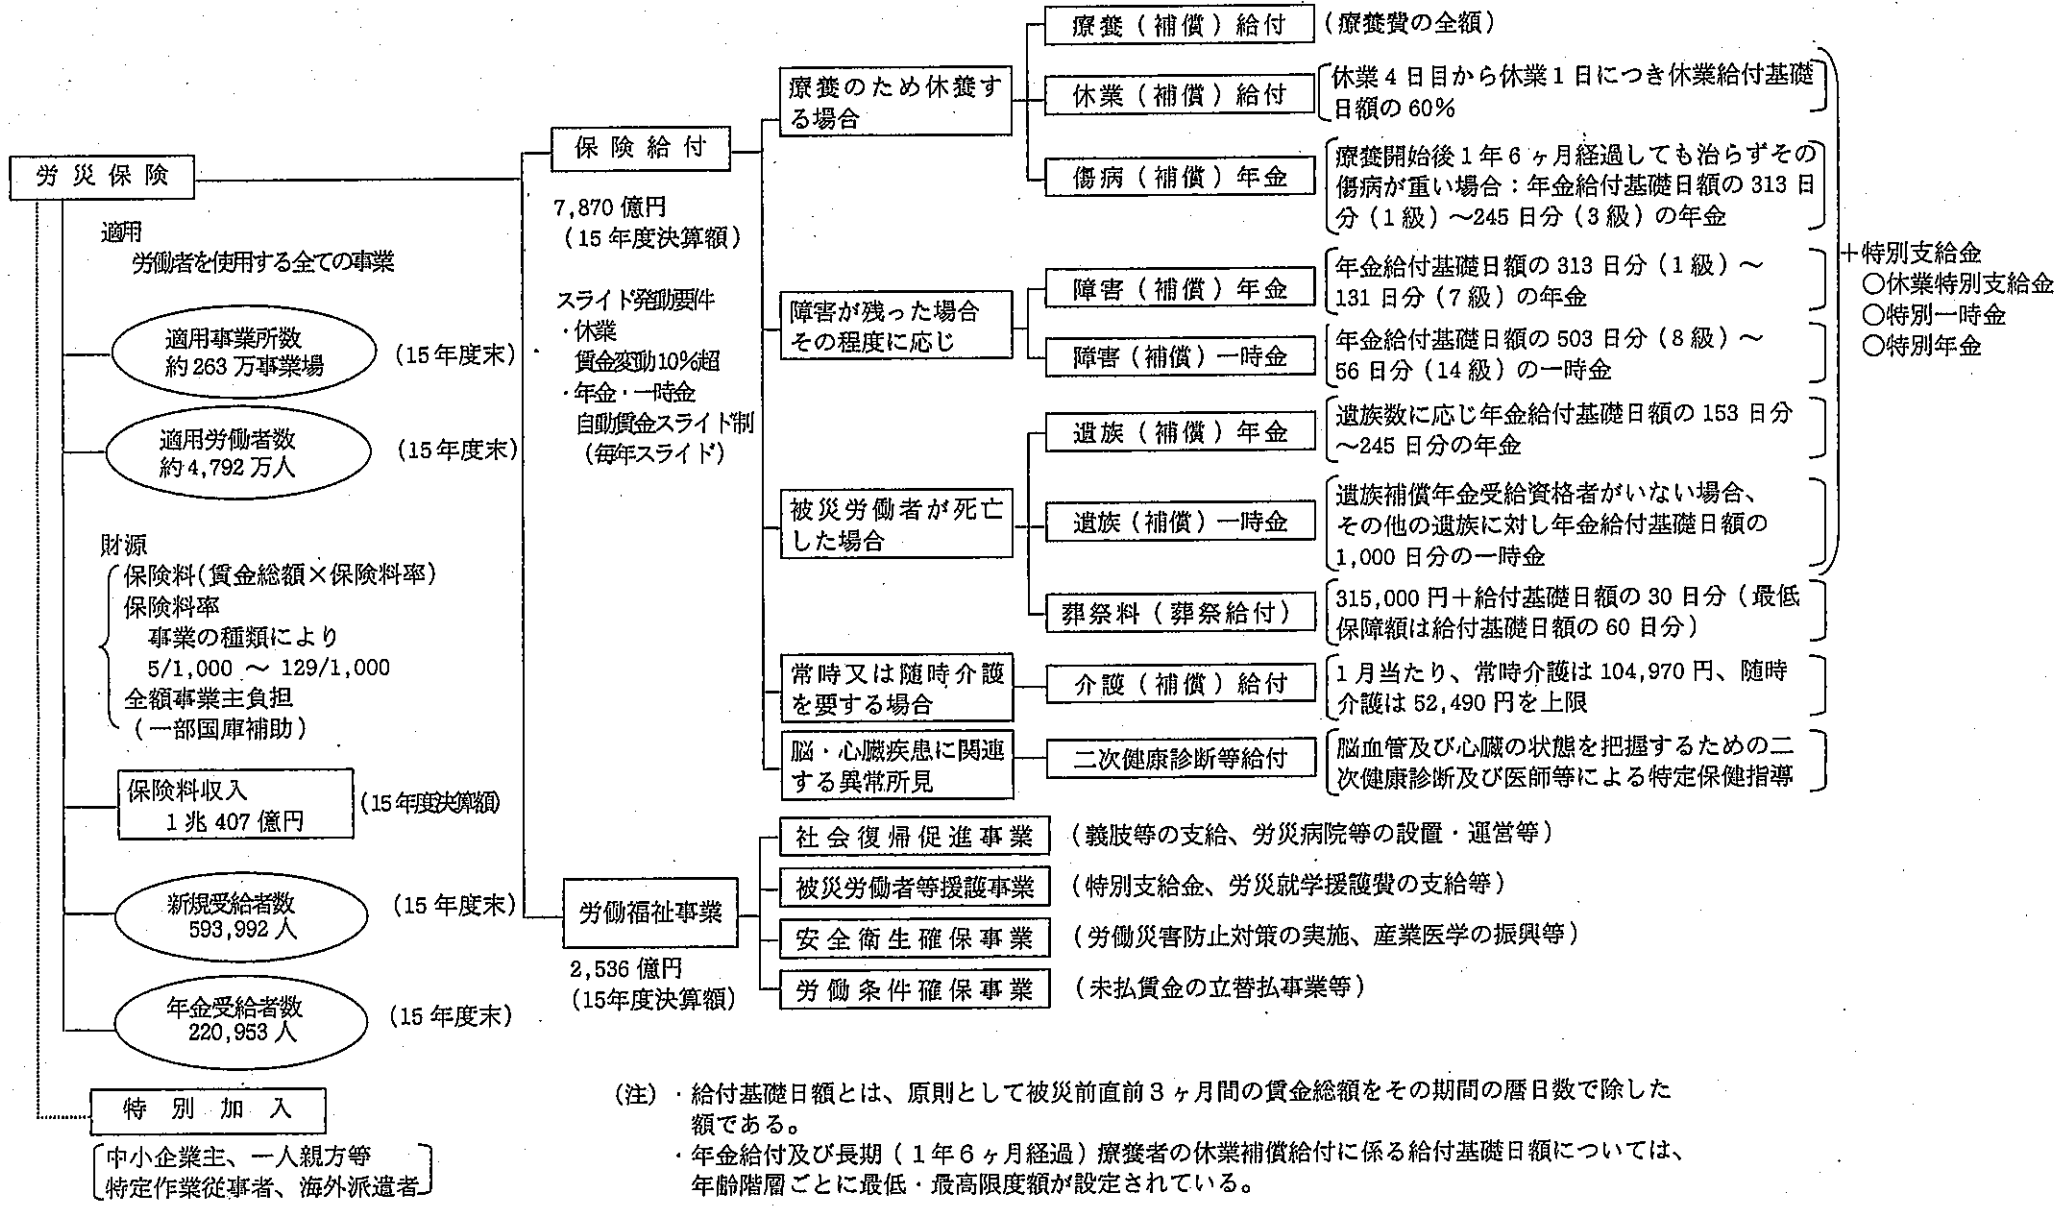 労災保険
適用
労働者を使用する全ての事業
適用事業所数
約263万事業場
(15年度末)
適用労働者数
約4,792万人
(15年度末)
財源
保険料(賃金総額×保険料率)
保険料率
事業の種類により
5/1,000 ～ 129/1,000
全額事業主負担
(一部国庫補助)
保険料収入
1兆407億円
(15年度決算額)
新規受給者数
593,992人
(15年度末)
年金受給者数
220,953人
(15年度末)
特別加入
中小企業主、一人親方等
特定作業従事者、海外派遣者
保険給付
7,870億円
(15年度決算額)
スライド発動要件
・休業
賃金変動10%超
・年金・一時金
自動賃金スライド制
(毎年スライド)
療養のため休養す
る場合
療養(補償)給付
(療養費の全額)
休業(補償)給付
休業4日目から休業1日につき休業給付基礎
日額の60%
傷病(補償)年金
療養開始後1年6ヶ月経過しても治らずその
傷病が重い場合：年金給付基礎日額の313日
分(1級)～245日分(3級)の年金
障害が残った場合
その程度に応じ
障害(補償)年金
年金給付基礎日額の313日分(1級)～
131日分(7級)の年金
障害(補償)一時金
年金給付基礎日額の503日分(8級)～
56日分(14級)の一時金
被災労働者が死亡
した場合
遺族(補償)年金
遺族数に応じ年金給付基礎日額の153日分
～245日分の年金
遺族(補償)一時金
遺族補償年金受給資格者がいない場合、
その他の遺族に対し年金給付基礎日額の
1,000日分の一時金
葬祭料(葬祭給付)
315,000円＋給付基礎日額の30日分(最低
保障額は給付基礎日額の60日分)
常時又は随時介護
を要する場合
介護(補償)給付
1月当たり、常時介護は104,970円、随時
介護は52,490円を上限
脳・心臓疾患に関連
する異常所見
二次健康診断等給付
脳血管及び心臓の状態を把握するための二
次健康診断及び医師等による特定保健指導
＋特別支給金
○休業特別支給金
○特別一時金
○特別年金
労働福祉事業
2,536億円
(15年度決算額)
社会復帰促進事業
(義肢等の支給、労災病院等の設置・運営等)
被災労働者等援護事業
(特別支給金、労災就学援護費の支給等)
安全衛生確保事業
(労働災害防止対策の実施、産業医学の振興等)
労働条件確保事業
(未払賃金の立替払事業等)
(注)・給付基礎日額とは、原則として被災前直前3ヶ月間の賃金総額をその期間の暦日数で除した
額である。
・年金給付及び長期(1年6ヶ月経過)療養者の休業補償給付に係る給付基礎日額については、
年齢階層ごとに最低・最高限度額が設定されている。